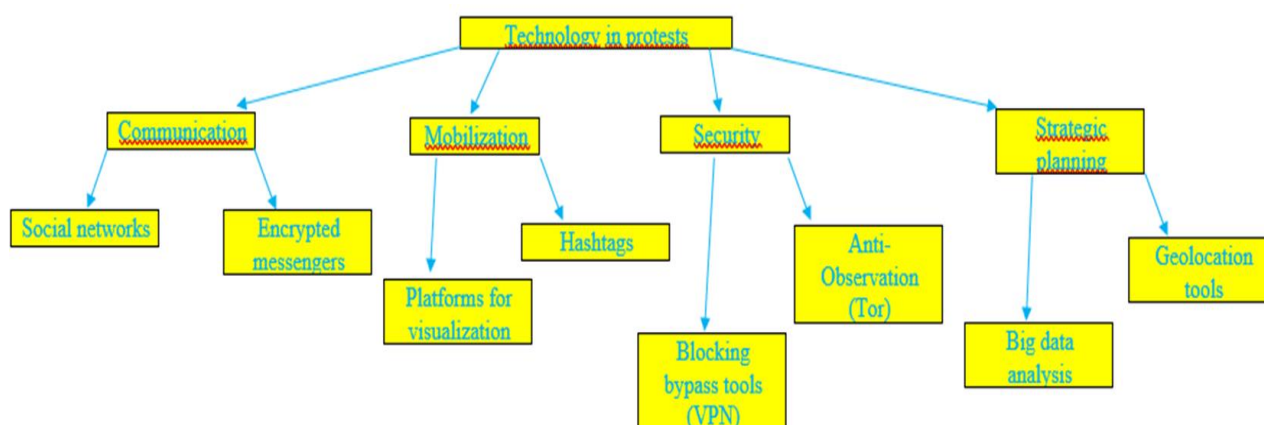 Technology in protests
Communication
Mobilization
Security
Strategic
planning
Social networks
Encrypted
messengers
Platforms for
visualization
Hashtags
Blocking
bypass tools
(VPN)
Anti-
Observation
(Tor)
Big data
analysis
Geolocation
tools